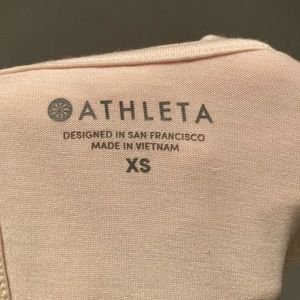 ATHLETA
DESIGNED IN SAN FRANCISCO
MADE IN VIETNAM
XS